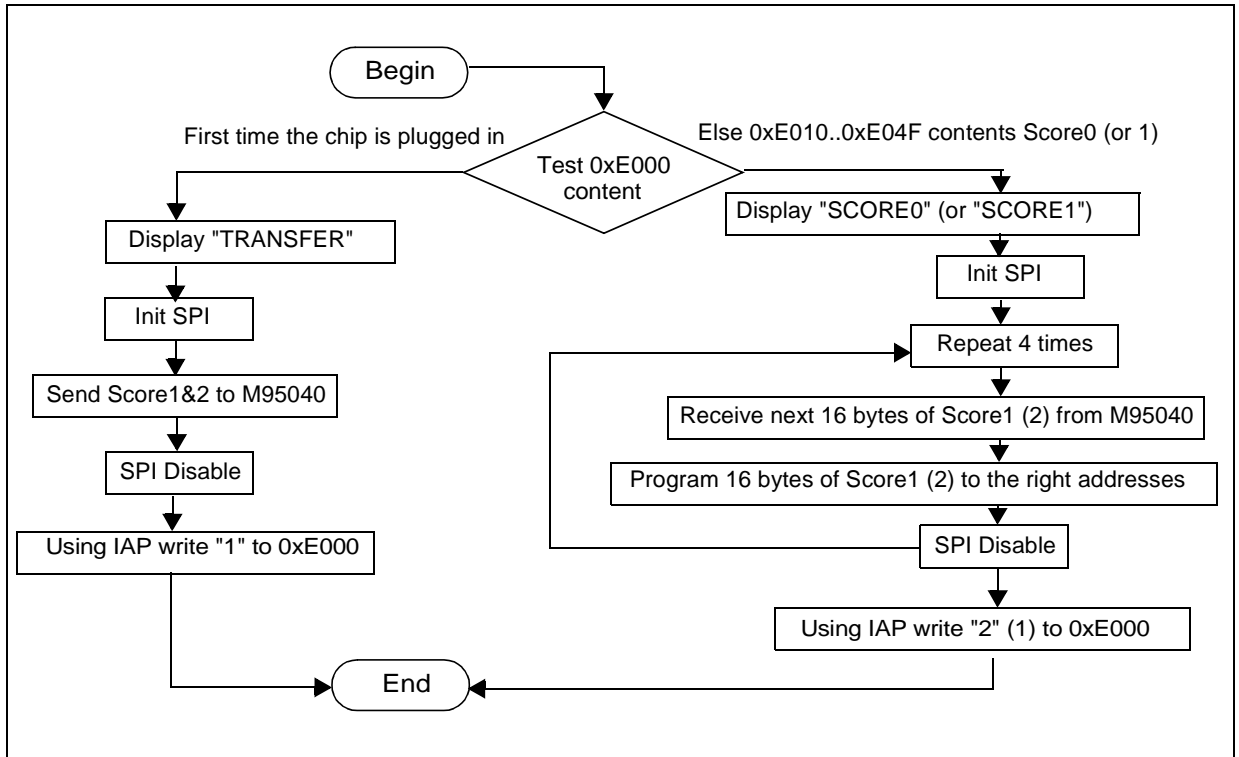 Begin
First time the chip is plugged in
Else 0xE010..0xE04F contents Score0 (or 1)
Test 0xE000
content
Display "TRANSFER"
Init SPI
Send Score1&2 to M95040
SPI Disable
Using IAP write "1" to 0xE000
Display "SCORE0" (or "SCORE1")
Init SPI
Repeat 4 times
Receive next 16 bytes of Score1 (2) from M95040
Program 16 bytes of Score1 (2) to the right addresses
SPI Disable
Using IAP write "2" (1) to 0xE000
End